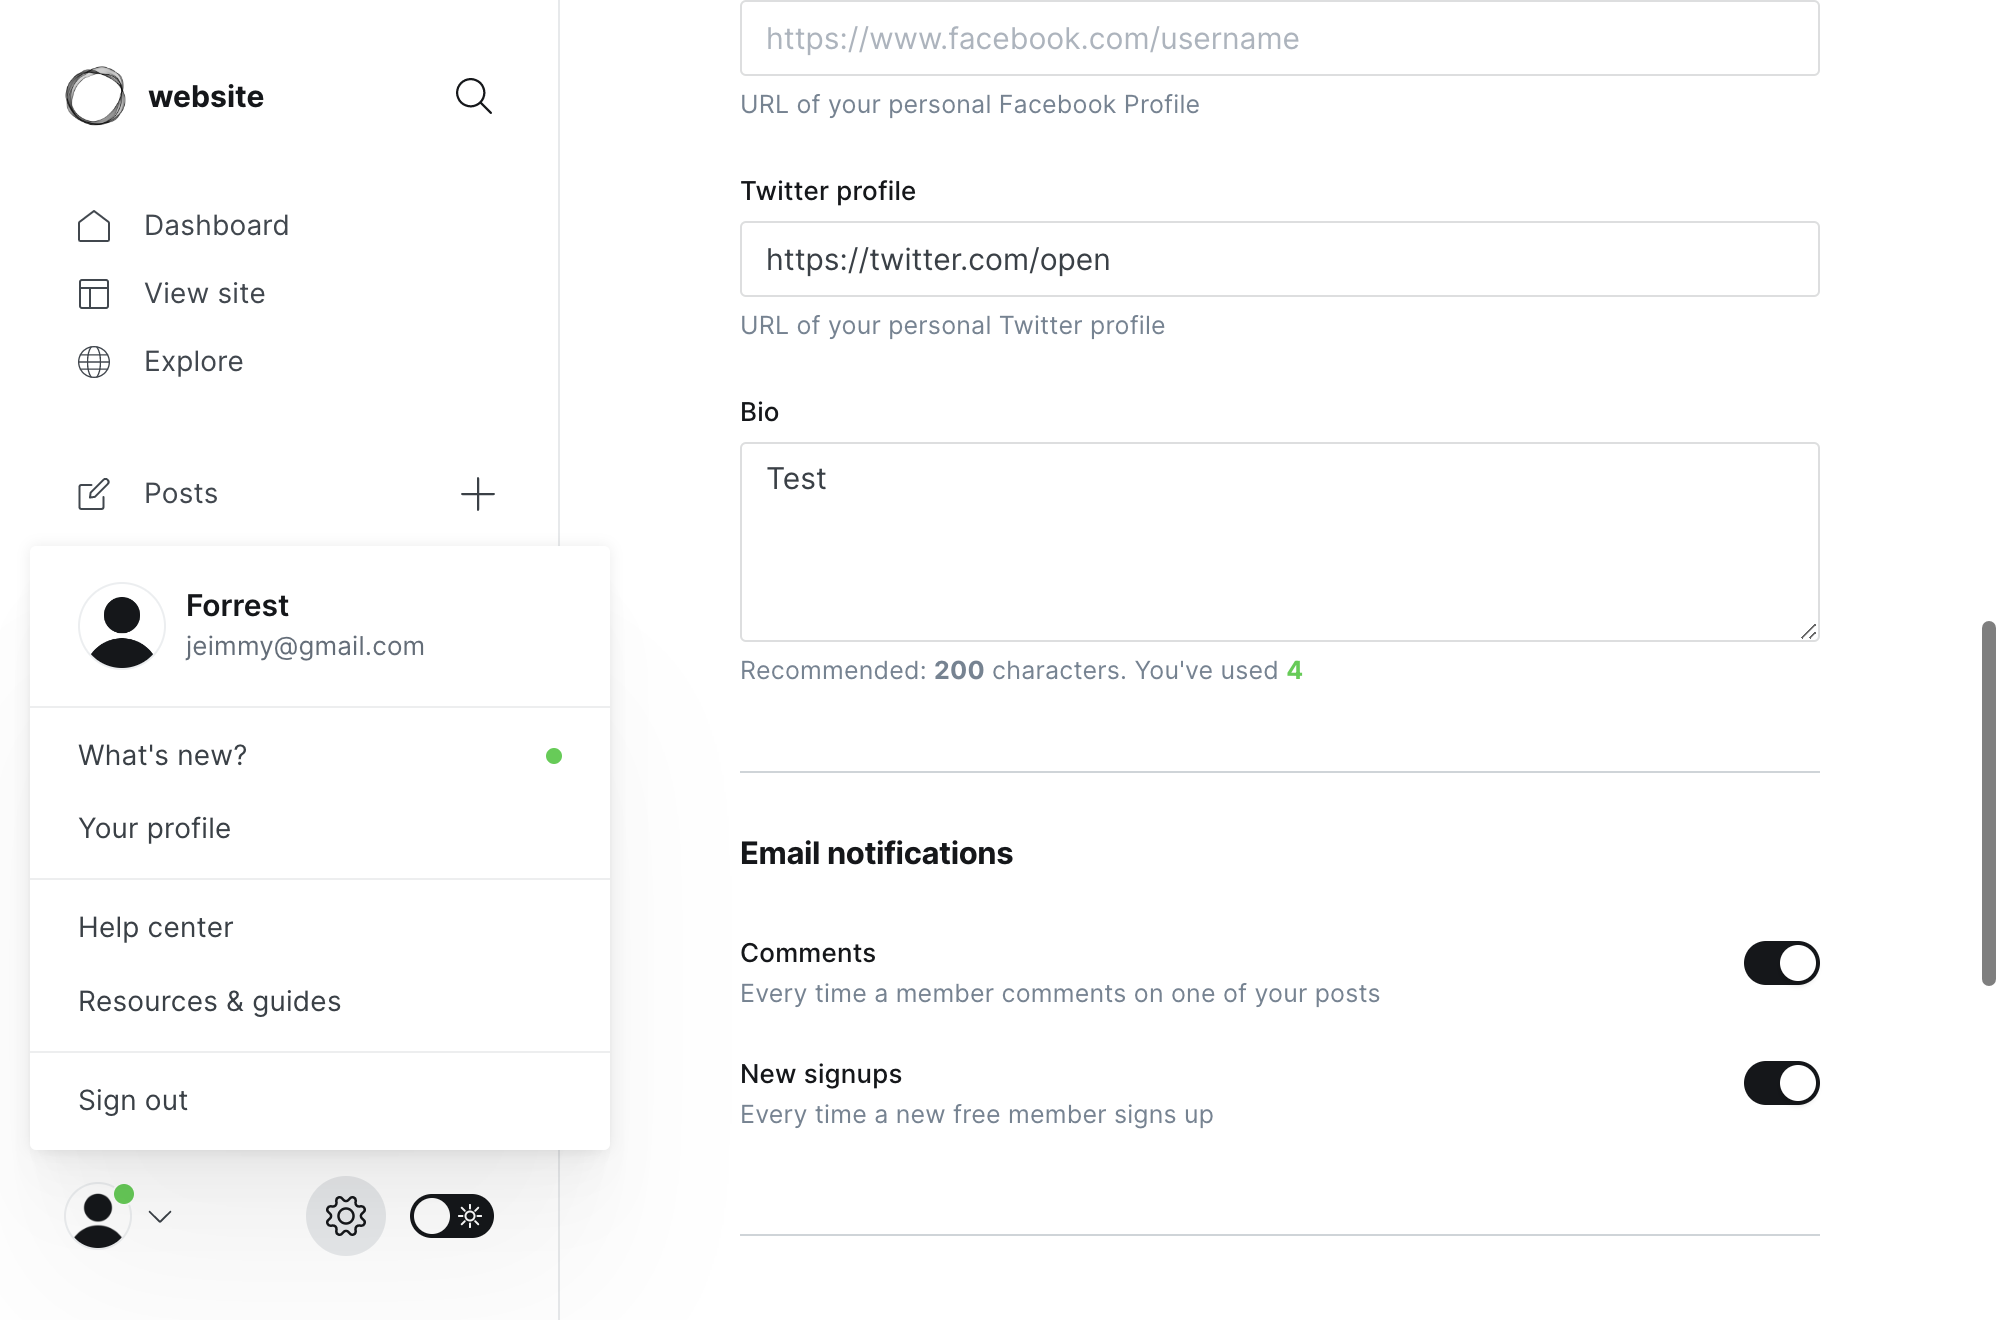 website
Dashboard
View site
Explore
Posts
Forrest
jeimmy@gmail.com
What's new?
Your profile
Help center
Resources & guides
Sign out
https://www.facebook.com/username
URL of your personal Facebook Profile
Twitter profile
https://twitter.com/open
URL of your personal Twitter profile
Bio
Test
Recommended: 200 characters. You've used 4
Email notifications
Comments
Every time a member comments on one of your posts
New signups
Every time a new free member signs up